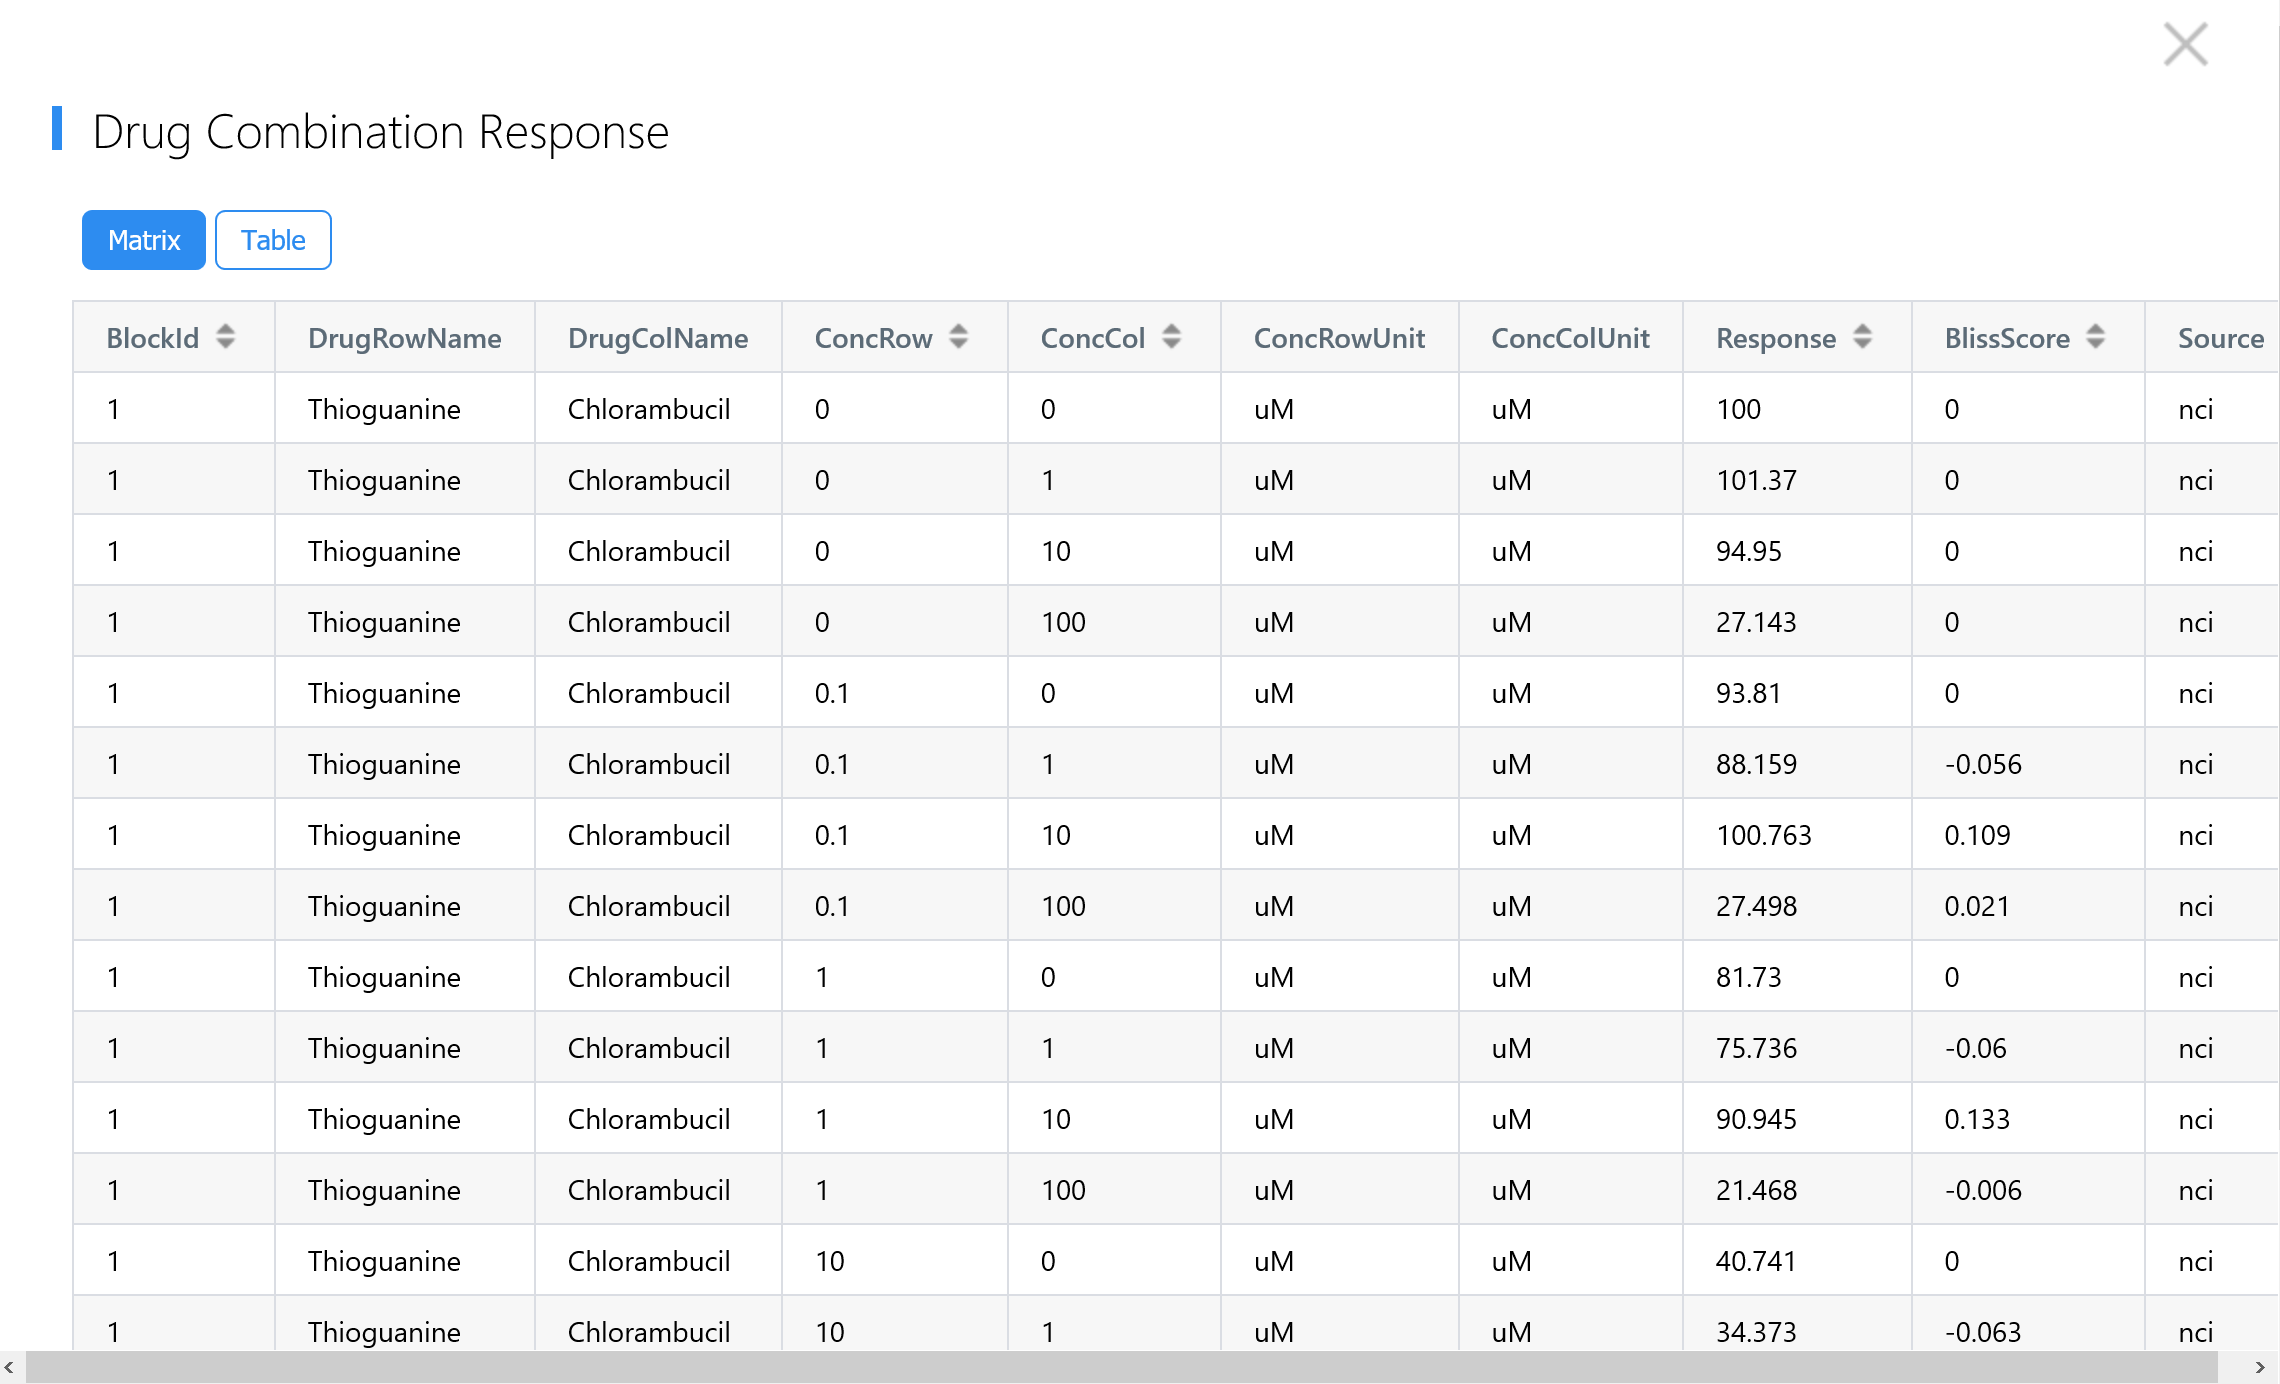 Drug Combination Response
Matrix Table
BlockId DrugRowName DrugColName ConcRow ConcCol ConcRowUnit ConcColUnit Response BlissScore Source
1 Thioguanine Chlorambucil 0 0 uM uM 100 0 nci
1 Thioguanine Chlorambucil 0 1 uM uM 101.37 0 nci
1 Thioguanine Chlorambucil 0 10 uM uM 94.95 0 nci
1 Thioguanine Chlorambucil 0 100 uM uM 27.143 0 nci
1 Thioguanine Chlorambucil 0.1 0 uM uM 93.81 0 nci
1 Thioguanine Chlorambucil 0.1 1 uM uM 88.159 -0.056 nci
1 Thioguanine Chlorambucil 0.1 10 uM uM 100.763 0.109 nci
1 Thioguanine Chlorambucil 0.1 100 uM uM 27.498 0.021 nci
1 Thioguanine Chlorambucil 1 0 uM uM 81.73 0 nci
1 Thioguanine Chlorambucil 1 1 uM uM 75.736 -0.06 nci
1 Thioguanine Chlorambucil 1 10 uM uM 90.945 0.133 nci
1 Thioguanine Chlorambucil 1 100 uM uM 21.468 -0.006 nci
1 Thioguanine Chlorambucil 10 0 uM uM 40.741 0 nci
1 Thioguanine Chlorambucil 10 1 uM uM 34.373 -0.063 nci